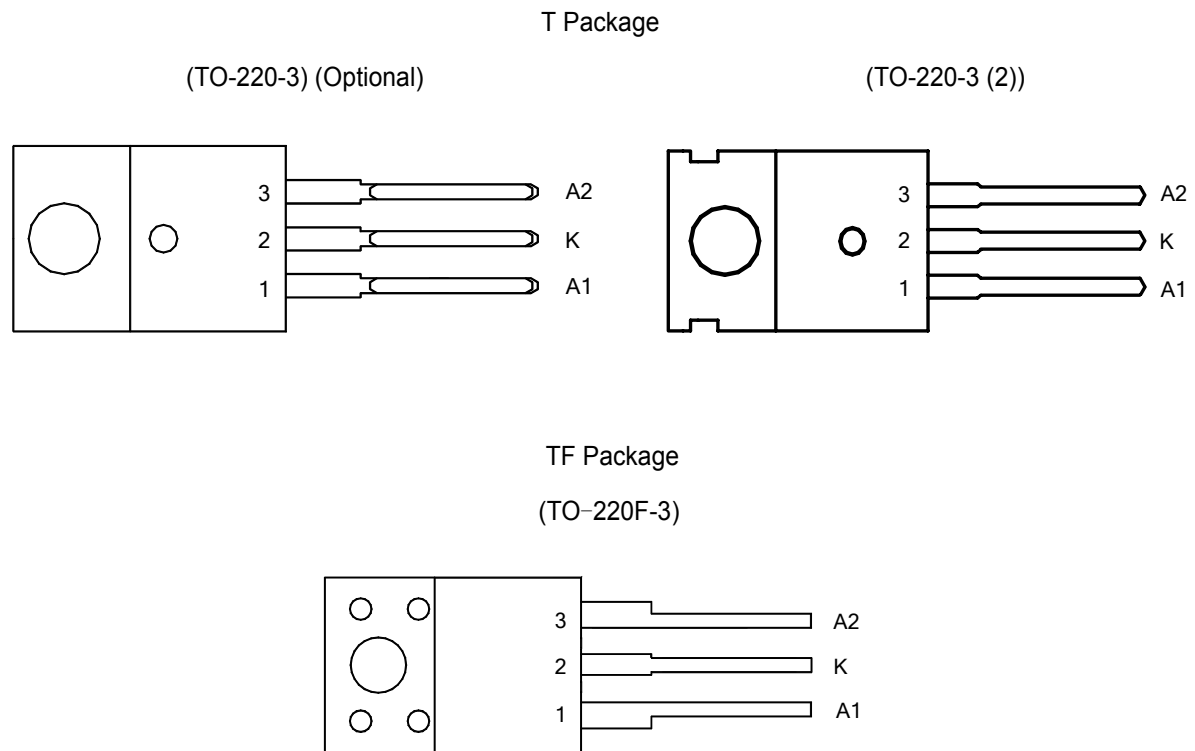 T Package
(TO-220-3) (Optional)
(TO-220-3 (2))
3 A2
2 K
1 A1
3 A2
2 K
1 A1
TF Package
(TO-220F-3)
3 A2
2 K
1 A1